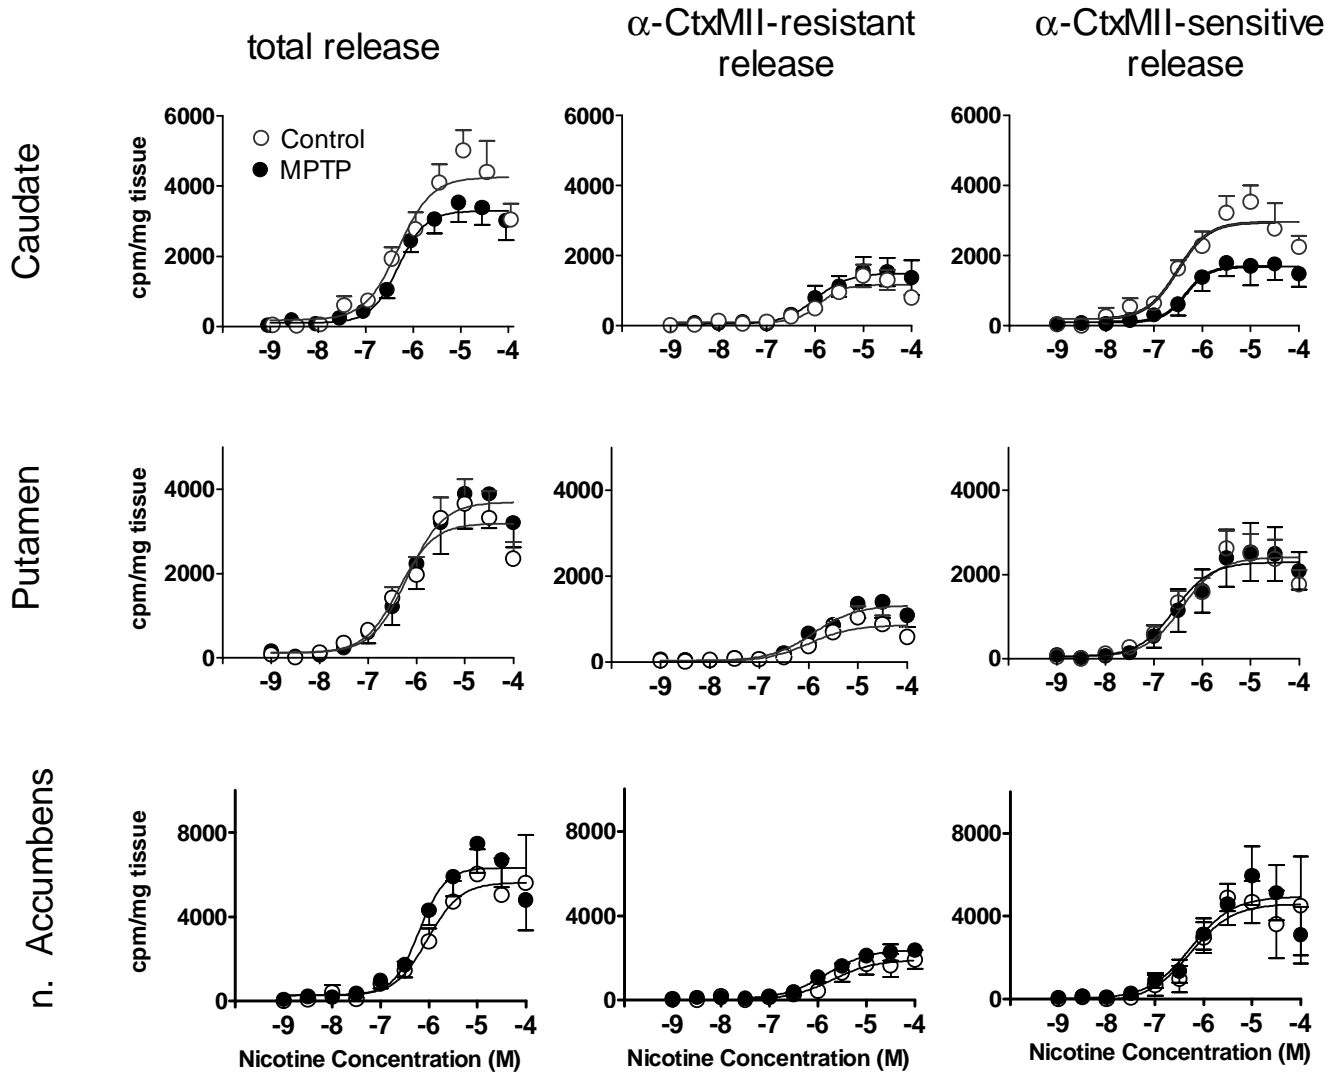 total release
α-CtxMII-resistant
release
α-CtxMII-sensitive
release
Caudate
cpm/mg tissue
6000
4000
2000
0
Control
MPTP
-9 -8 -7 -6 -5 -4
6000
4000
2000
0
-9 -8 -7 -6 -5 -4
6000
4000
2000
0
-9 -8 -7 -6 -5 -4
Putamen
cpm/mg tissue
4000
2000
0
-9 -8 -7 -6 -5 -4
4000
2000
0
-9 -8 -7 -6 -5 -4
4000
2000
0
-9 -8 -7 -6 -5 -4
n. Accumbens
cpm/mg tissue
8000
4000
0
-9 -8 -7 -6 -5 -4
Nicotine Concentration (M)
8000
4000
0
-9 -8 -7 -6 -5 -4
Nicotine Concentration (M)
8000
4000
0
-9 -8 -7 -6 -5 -4
Nicotine Concentration (M)